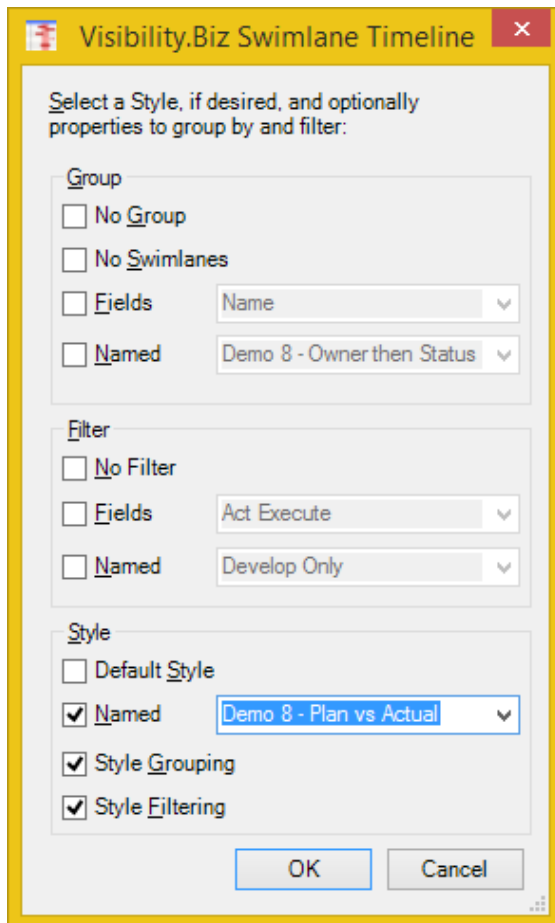 Visibility.Biz Swimlane Timeline
Select a Style, if desired, and optionally
properties to group by and filter:
Group
No Group
No Swimlanes
Fields Name
Named Demo 8 - Owner then Status
Filter
No Filter
Fields Act Execute
Named Develop Only
Style
Default Style
Named Demo 8 - Plan vs Actual
Style Grouping
Style Filtering
OK Cancel